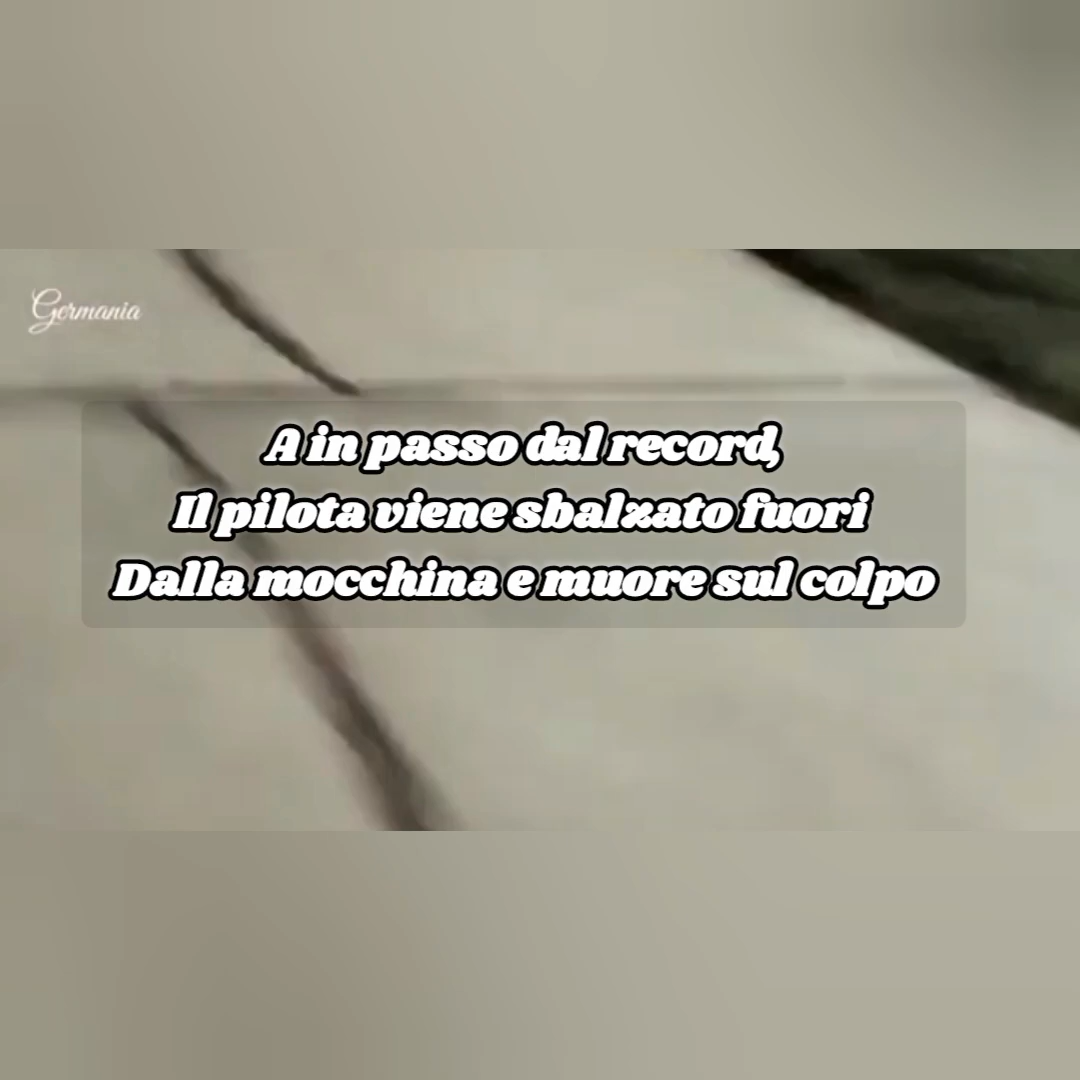 Germania
A in passo dal record,
Il pilota viene sbalzato fuori
Dalla mocchina e muore sul colpo